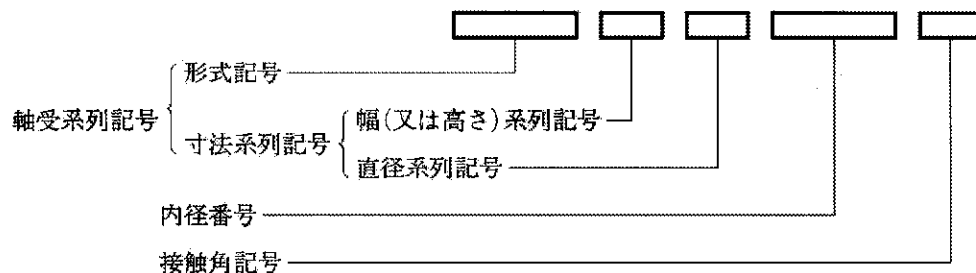 形式記号
軸受系列記号
幅(又は高さ)系列記号
寸法系列記号
直径系列記号
内径番号
接触角記号